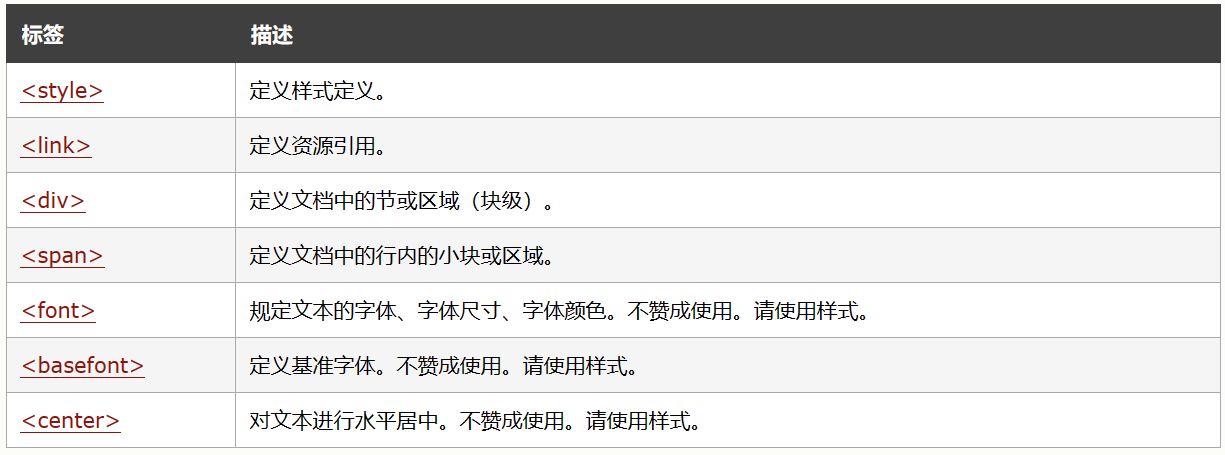 标签 描述
<style> 定义样式定义。
<link> 定义资源引用。
<div> 定义文档中的节或区域（块级）。
<span> 定义文档中的行内的小块或区域。
<font> 规定文本的字体、字体尺寸、字体颜色。不赞成使用。请使用样式。
<basefont> 定义基准字体。不赞成使用。请使用样式。
<center> 对文本进行水平居中。不赞成使用。请使用样式。